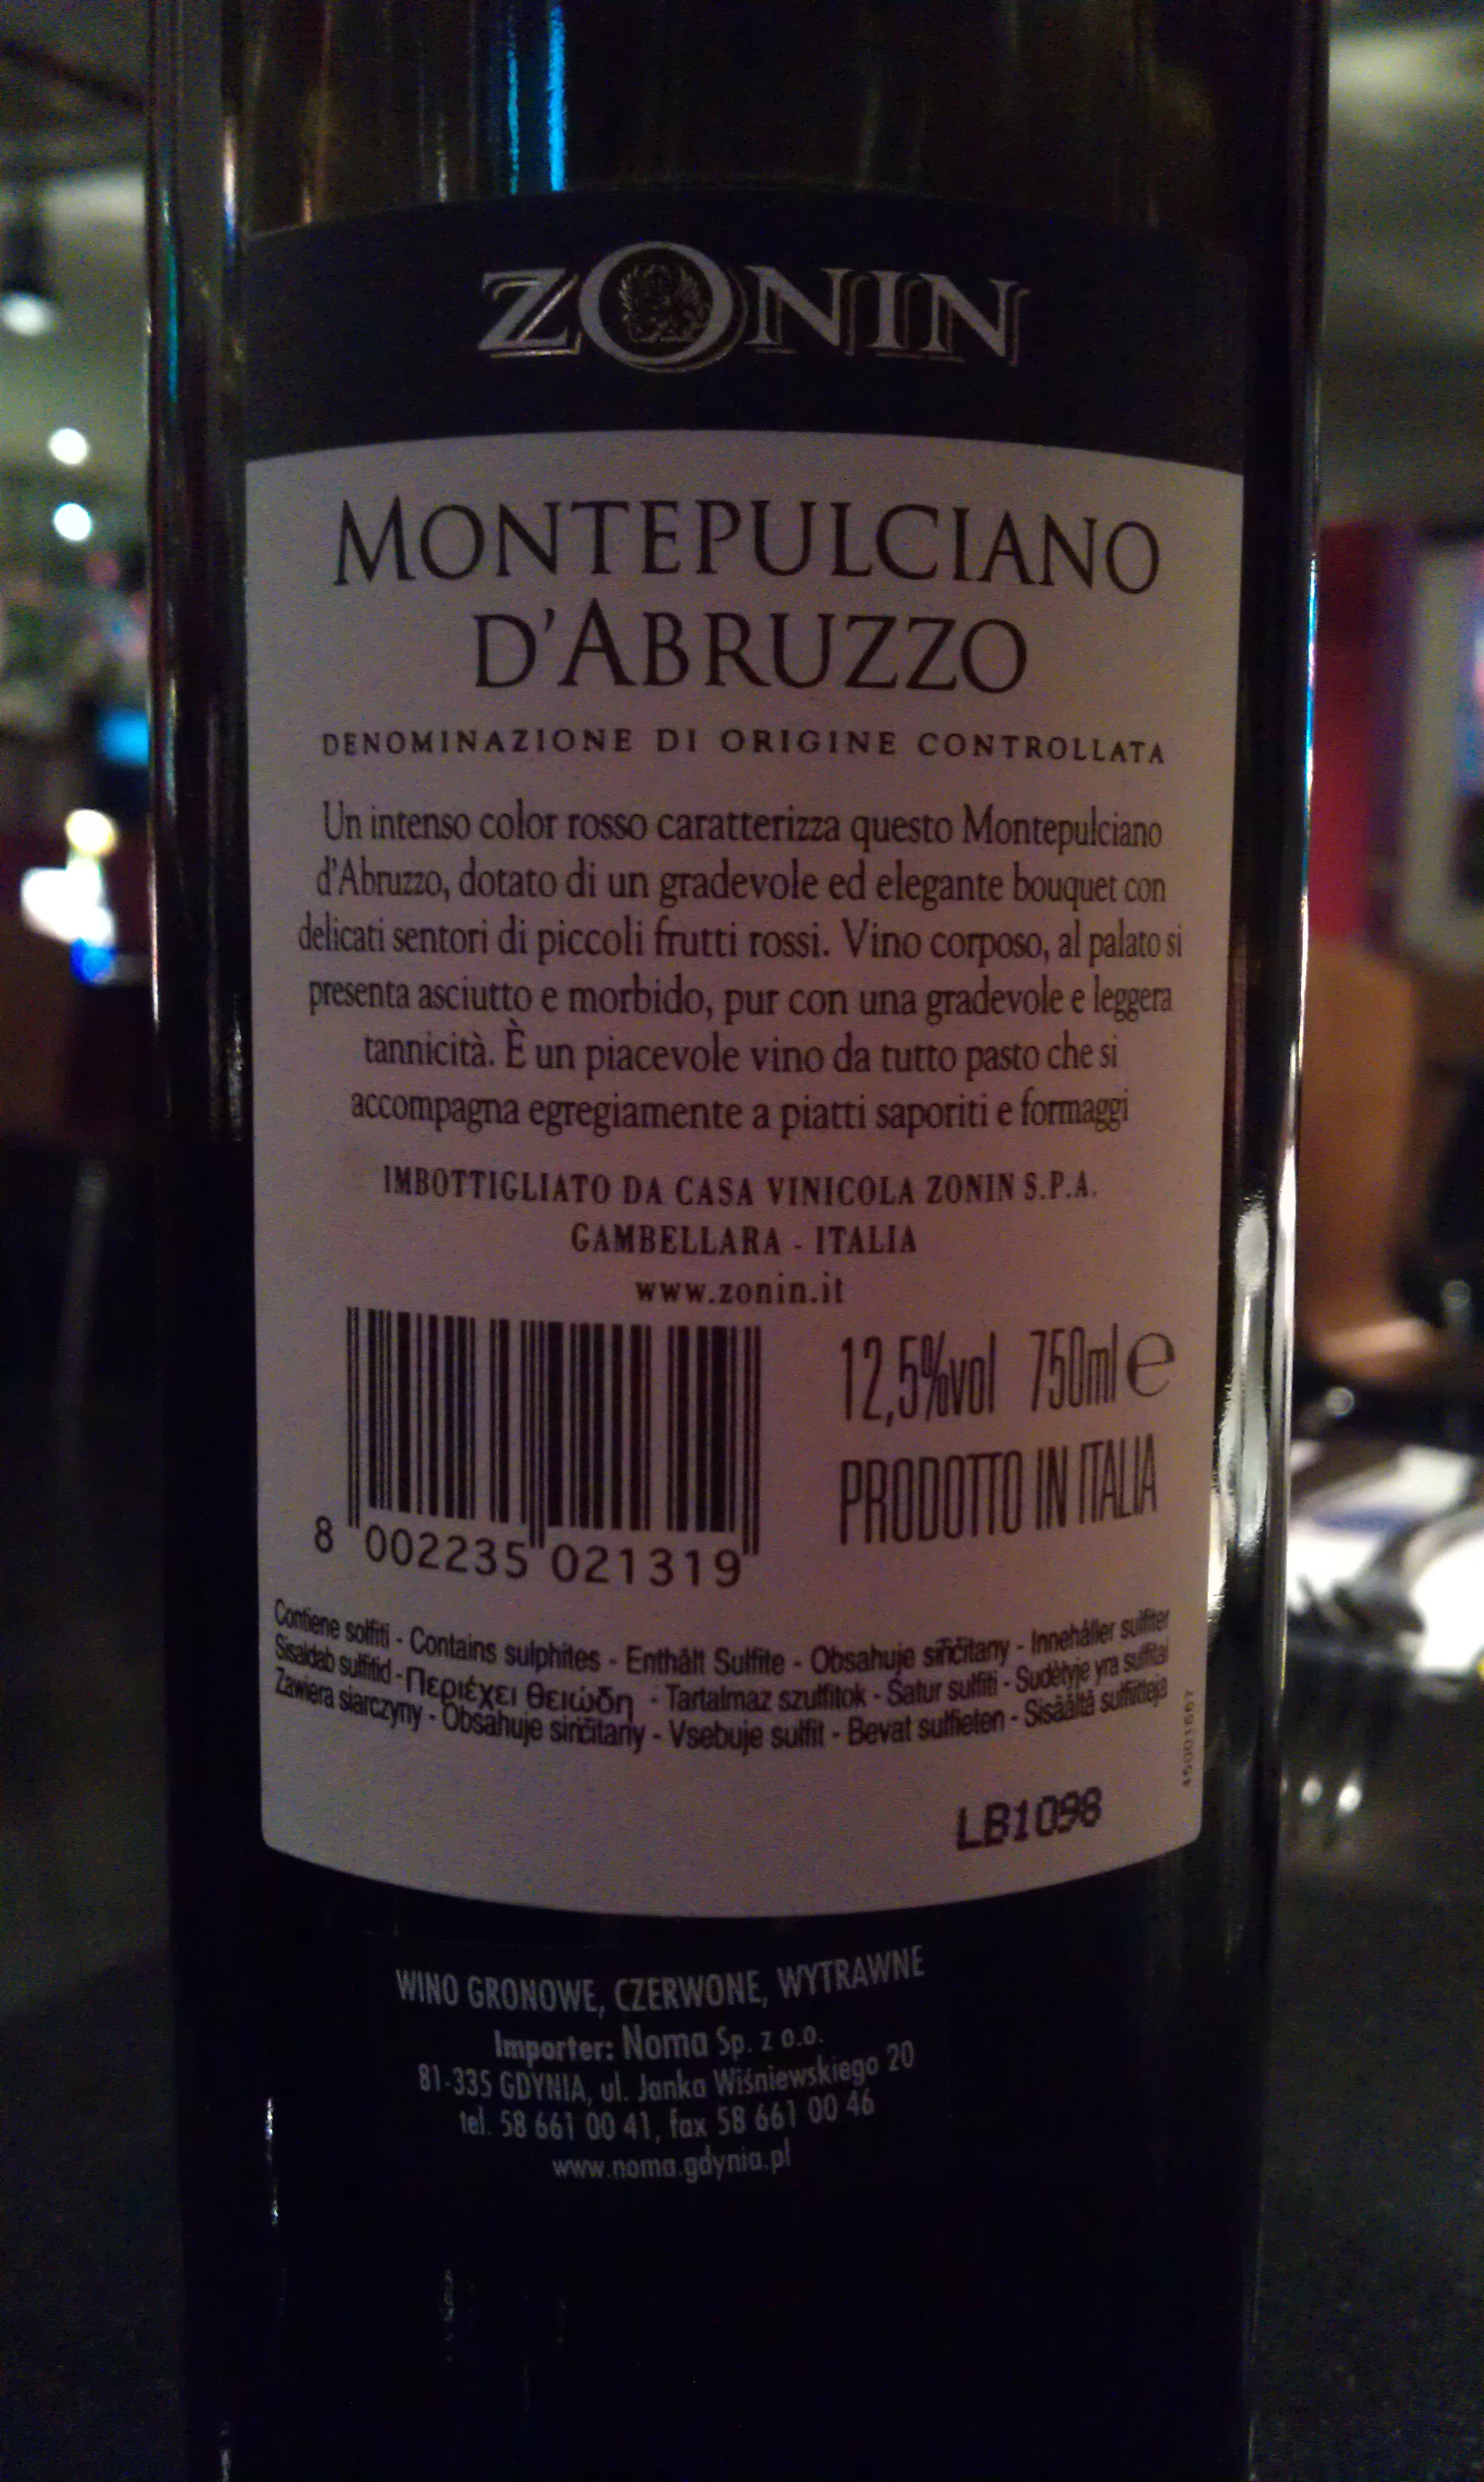 ZONIN
MONTEPULCIANO
D'ABRUZZO
DENOMINAZIONE DI ORIGINE CONTROLLATA
Un intenso color rosso caratterizza questo Montepulciano
d'Abruzzo, dotato di un gradevole ed elegante bouquet con
delicati sentori di piccoli frutti rossi. Vino corposo, al palato si
presenta asciutto e morbido, pur con una gradevole e leggera
tannicità. È un piacevole vino da tutto pasto che si
accompagna egregiamente a piatti saporiti e formaggi
IMBOTTIGLIATO DA CASA VINICOLA ZONIN S.P.A.
GAMBELLARA - ITALIA
www.zonin.it
12,5%vol 750ml e
PRODOTTO IN ITALIA
8 002235 021319
Contiene solfiti - Contains sulphites - Enthält Sulfite - Obsahuje siřičitany - Innehåller sulfiter
Sisaldab sulfitid - Περιέχει θειώδη - Tartalmaz szulfitok - Satur sulfiti - Sudėtyje yra sulfitai
Zawiera siarczyny - Obsahuje siričitany - Vsebuje sulfit - Bevat sulfieten - Sisältää sulfiitteja
45001667
LB1098
WINO GRONOWE, CZERWONE, WYTRAWNE
Importer: Noma Sp. z o.o.
81-335 GDYNIA, ul. Janka Wiśniewskiego 20
tel. 58 661 00 41, fax 58 661 00 46
www.noma.gdynia.pl